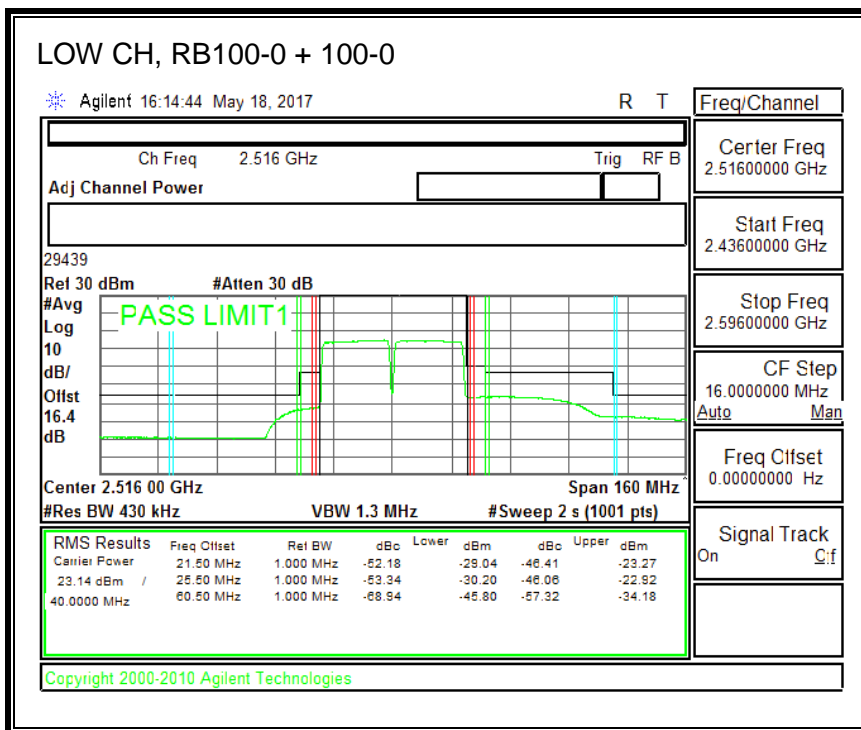 LOW CH, RB100-0 + 100-0
Agilent 16:14:44 May 18, 2017 R T
Freq/Channel
Ch Freq 2.516 GHz Trig RF B
Adj Channel Power
Center Freq
2.51600000 GHz
Start Freq
2.43600000 GHz
29439
Ref 30 dBm #Atten 30 dB
#Avg
Log
10
dB/
Offst
16.4
dB
PASS LIMIT1
Stop Freq
2.59600000 GHz
CF Step
16.0000000 MHz
Auto Man
Freq Offset
0.00000000 Hz
Center 2.516 00 GHz Span 160 MHz
#Res BW 430 kHz VBW 1.3 MHz #Sweep 2 s (1001 pts)
Signal Track
On Off
RMS Results Freq Offset Ref BW dBc Lower dBm dBc Upper dBm
Carrier Power 21.50 MHz 1.000 MHz -52.18 -29.04 -46.41 -23.27
23.14 dBm / 25.50 MHz 1.000 MHz -53.34 -30.20 -46.06 -22.92
40.0000 MHz 60.50 MHz 1.000 MHz -68.94 -45.80 -57.32 -34.18
Copyright 2000-2010 Agilent Technologies